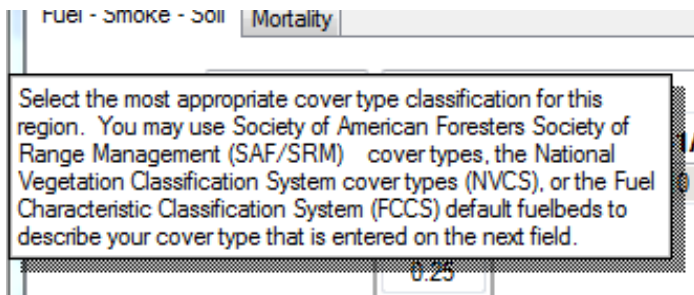 Fuel - Smoke - Soil Mortality
Select the most appropriate cover type classification for this
region. You may use Society of American Foresters Society of
Range Management (SAF/SRM) cover types, the National
Vegetation Classification System cover types (NVCS), or the Fuel
Characteristic Classification System (FCCS) default fuelbeds to
describe your cover type that is entered on the next field.
0.25